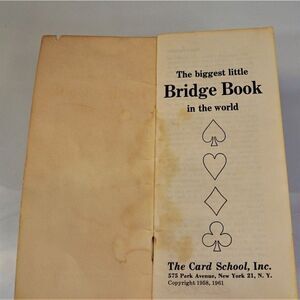 The biggest little
Bridge Book
in the world
The Card School, Inc.
575 Park Avenue, New York 21, N. Y.
Copyright 1958, 1961